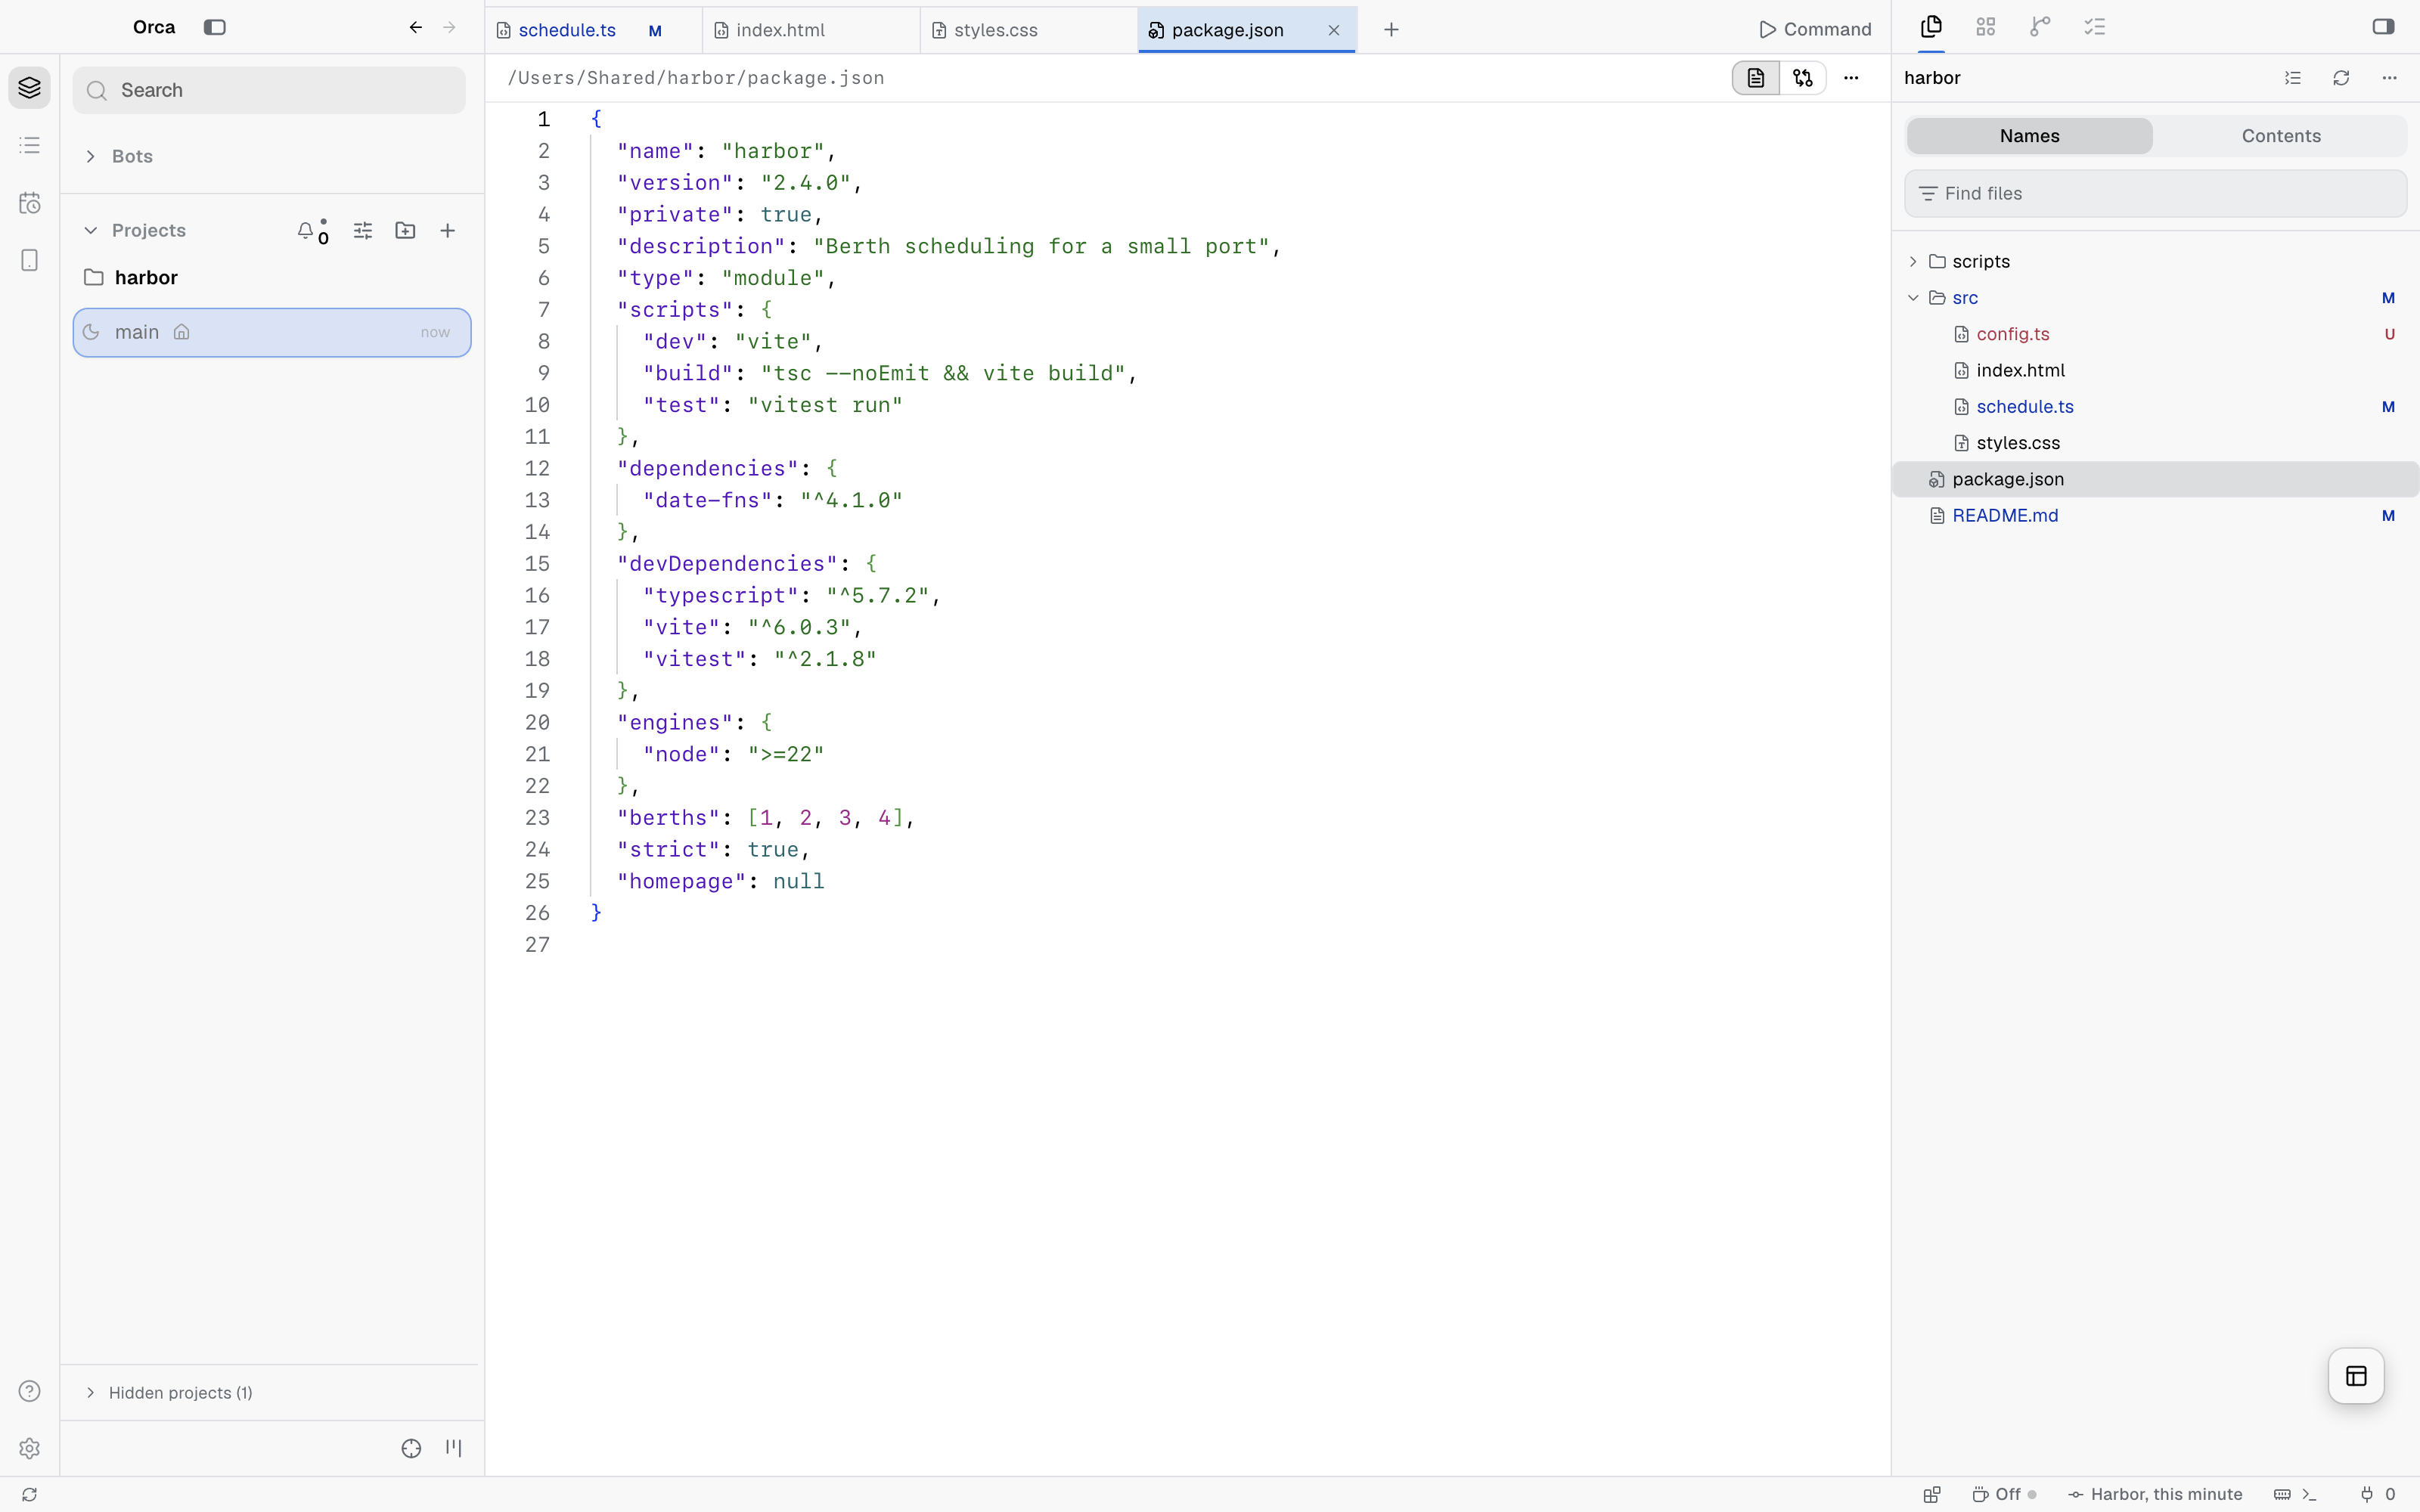 Orca
Search
Bots
Projects
0
harbor
main
now
Hidden projects (1)
schedule.ts
M
index.html
styles.css
package.json
Command
/Users/Shared/harbor/package.json
1 {
2 "name": "harbor",
3 "version": "2.4.0",
4 "private": true,
5 "description": "Berth scheduling for a small port",
6 "type": "module",
7 "scripts": {
8 "dev": "vite",
9 "build": "tsc --noEmit && vite build",
10 "test": "vitest run"
11 },
12 "dependencies": {
13 "date-fns": "^4.1.0"
14 },
15 "devDependencies": {
16 "typescript": "^5.7.2",
17 "vite": "^6.0.3",
18 "vitest": "^2.1.8"
19 },
20 "engines": {
21 "node": ">=22"
22 },
23 "berths": [1, 2, 3, 4],
24 "strict": true,
25 "homepage": null
26 }
27
harbor
Names
Contents
Find files
scripts
src M
config.ts U
index.html
schedule.ts M
styles.css
package.json
README.md M
Off
Harbor, this minute
0